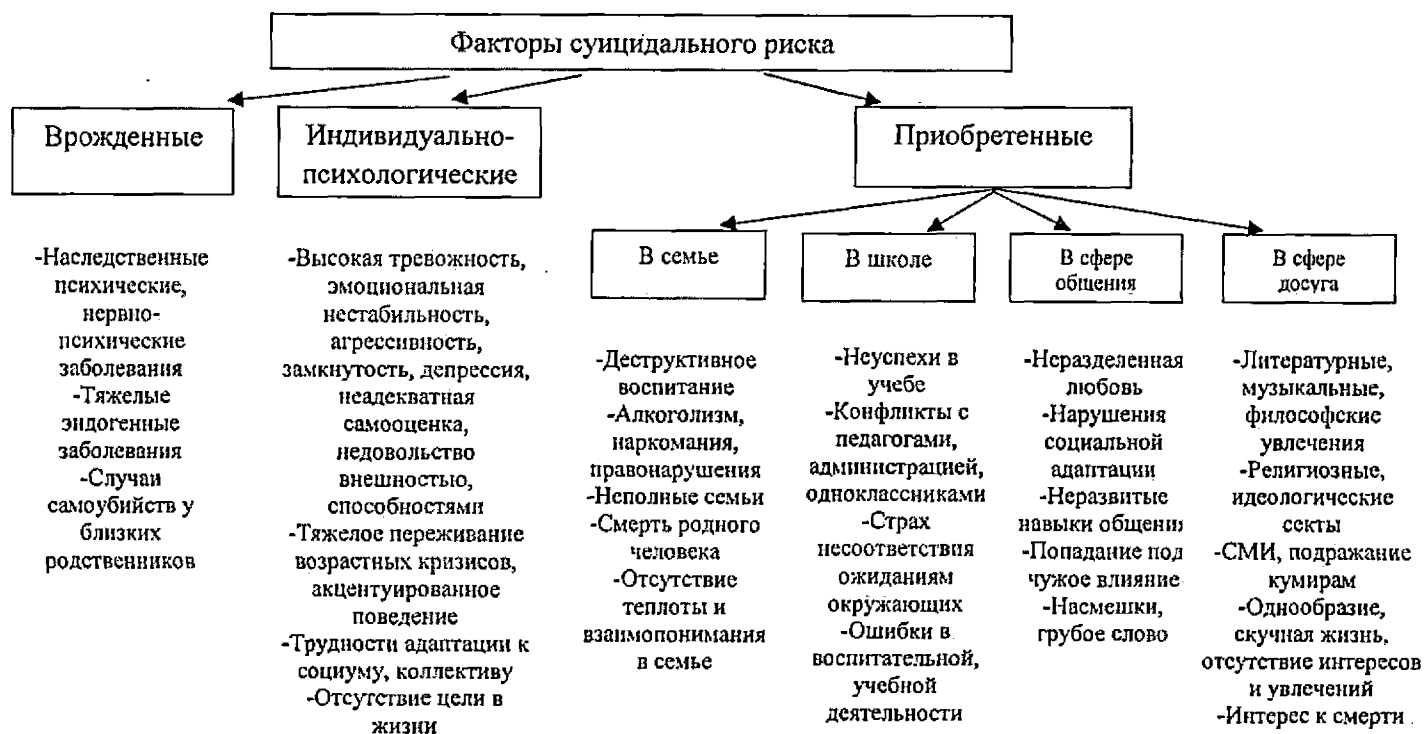 Факторы суицидального риска
Врожденные
Индивидуально-
психологические
Приобретенные
-Наследственные
психические,
нервно-
психические
заболевания
-Тяжелые
эндогенные
заболевания
-Случаи
самоубийств у
близких
родственников
-Высокая тревожность,
эмоциональная
нестабильность,
агрессивность,
замкнутость, депрессия,
неадекватная
самооценка,
недовольство
внешностью,
способностями
-Тяжелое переживание
возрастных кризисов,
акцентуированное
поведение
-Трудности адаптации к
социуму, коллективу
-Отсутствие цели в
жизни
В семье
-Деструктивное
воспитание
-Алкоголизм,
наркомания,
правонарушения
-Неполные семьи
-Смерть родного
человека
-Отсутствие
теплоты и
взаимопонимания
в семье
В школе
-Неуспехи в
учебе
-Конфликты с
педагогами,
администрацией,
одноклассниками
-Страх
несоответствия
ожиданиям
окружающих
-Ошибки в
воспитательной,
учебной
деятельности
В сфере
общения
-Неразделенная
любовь
-Нарушения
социальной
адаптации
-Неразвитые
навыки общения
-Попадание под
чужое влияние
-Насмешки,
грубое слово
В сфере
досуга
-Литературные,
музыкальные,
философские
увлечения
-Религиозные,
идеологические
секты
-СМИ, подражание
кумирам
-Однообразие,
скучная жизнь,
отсутствие интересов
и увлечений
-Интерес к смерти